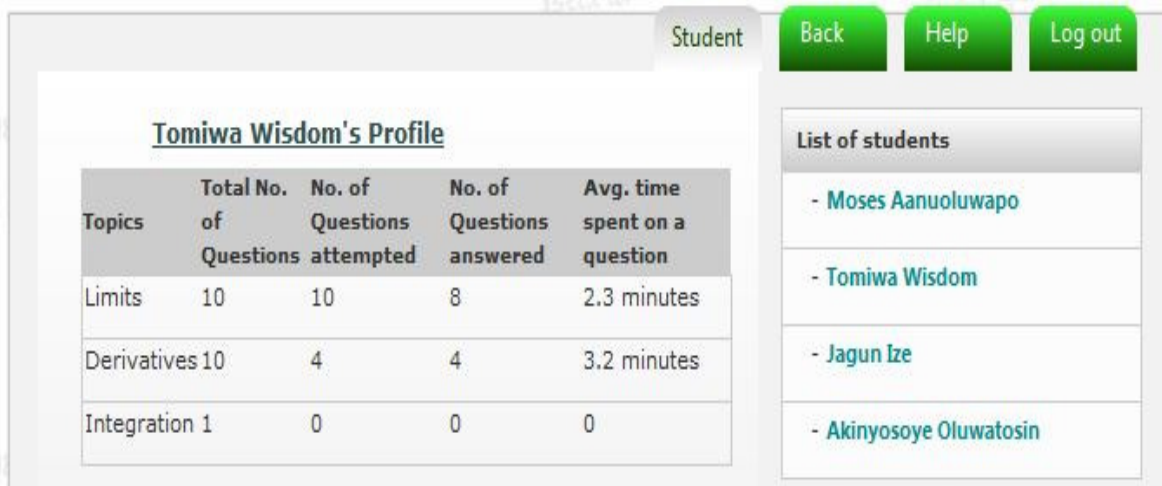 Student
Back
Help
Log out
Tomiwa Wisdom's Profile
Topics
Total No. of Questions
No. of Questions attempted
No. of Questions answered
Avg. time spent on a question
Limits 10 10 8 2.3 minutes
Derivatives 10 4 4 3.2 minutes
Integration 1 0 0 0
List of students
- Moses Aanuoluwapo
- Tomiwa Wisdom
- Jagun Ize
- Akinyosoye Oluwatosin